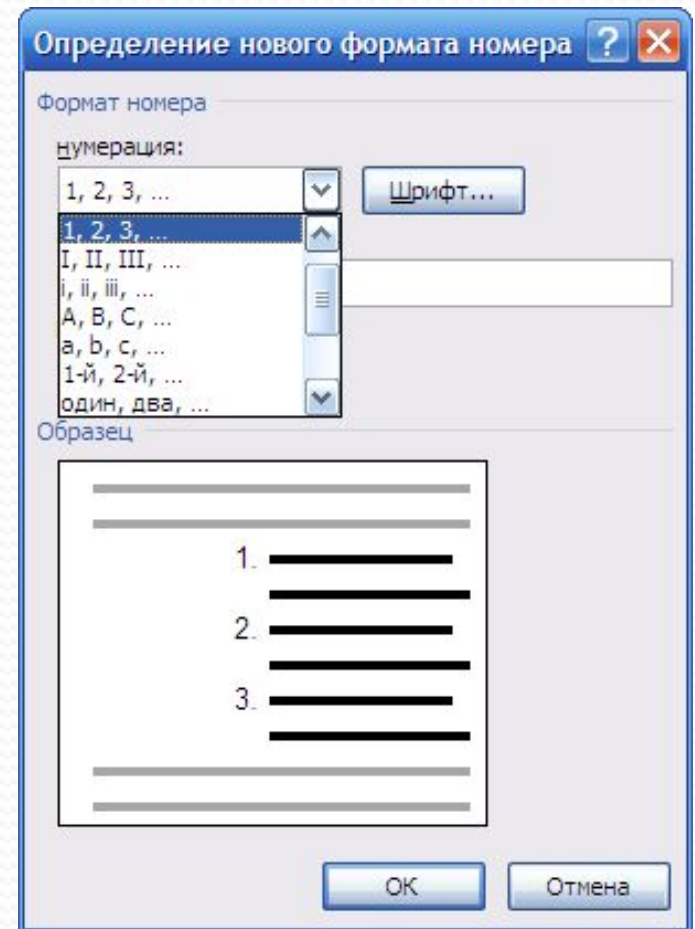 Определение нового формата номера
Формат номера
нумерация:
1, 2, 3, ...
Шрифт...
1, 2, 3, ...
I, II, III, ...
i, ii, iii, ...
A, B, C, ...
a, b, c, ...
1-й, 2-й, ...
один, два, ...
Образец
1.
2.
3.
ОК
Отмена